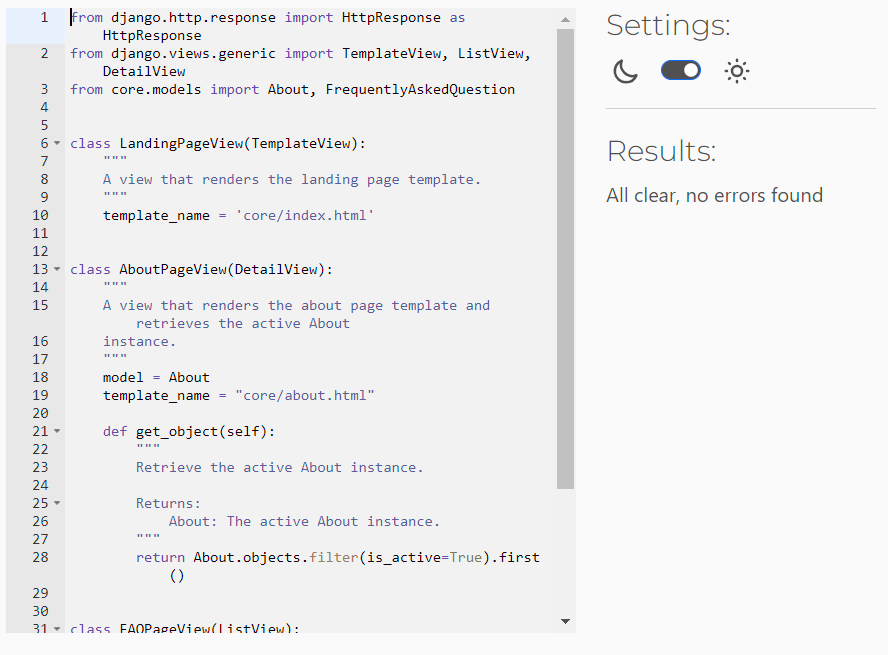 1 from django.http.response import HttpResponse as
HttpResponse
2 from django.views.generic import TemplateView, ListView,
DetailView
3 from core.models import About, FrequentlyAskedQuestion
4
5
6 class LandingPageView(TemplateView):
7 """
8 A view that renders the landing page template.
9 """
10 template_name = 'core/index.html'
11
12
13 class AboutPageView(DetailView):
14 """
15 A view that renders the about page template and
retrieves the active About
16 instance.
17 """
18 model = About
19 template_name = "core/about.html"
20
21 def get_object(self):
22 """
23 Retrieve the active About instance.
24
25 Returns:
26 About: The active About instance.
27 """
28 return About.objects.filter(is_active=True).first
()
29
30
31 class FAQPageView(ListView):
Settings:
Results:
All clear, no errors found